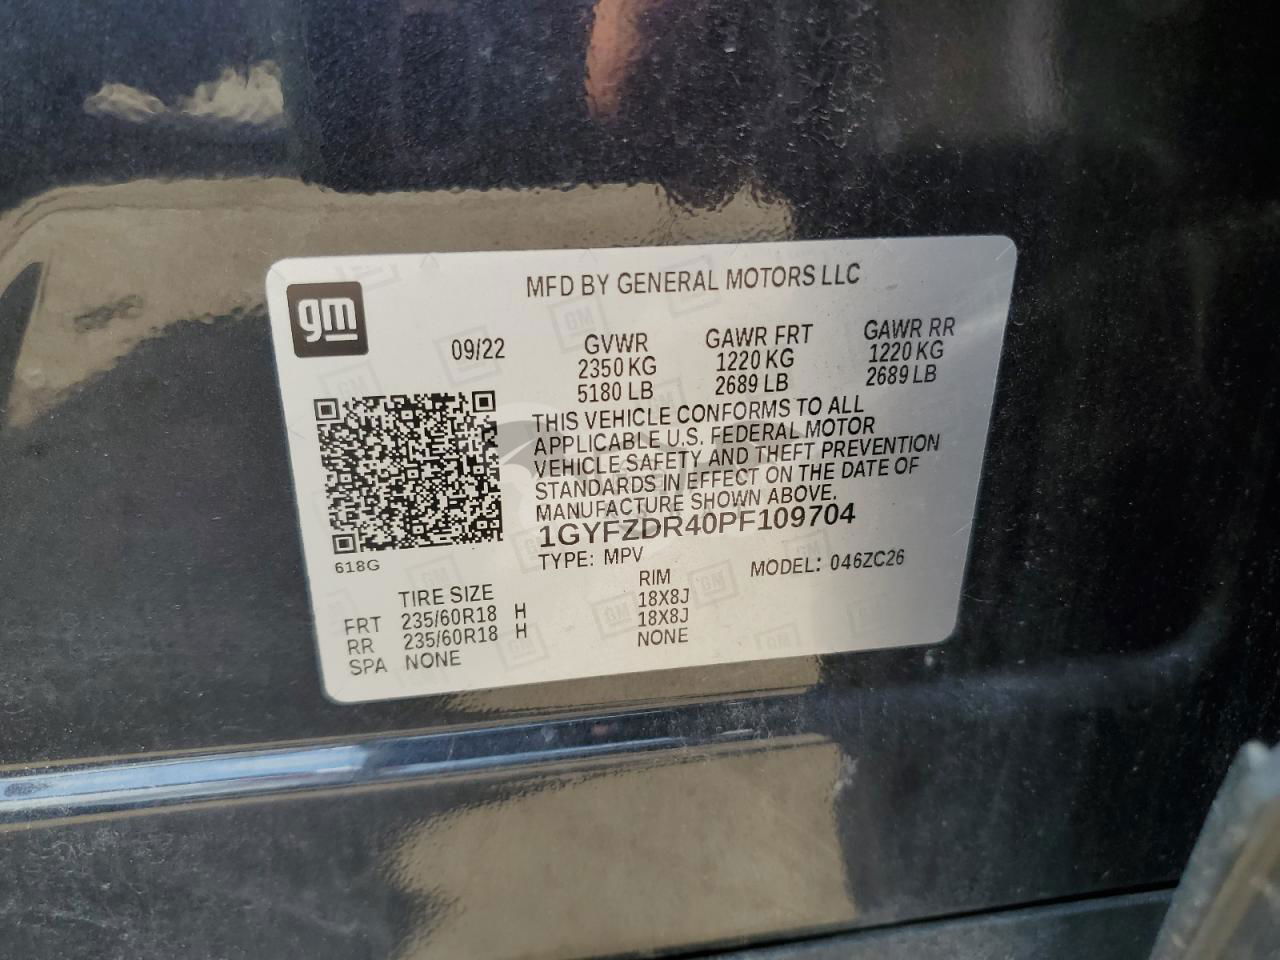 MFD BY GENERAL MOTORS LLC
gm
09/22 GVWR GAWR FRT GAWR RR
2350 KG 1220 KG 1220 KG
5180 LB 2689 LB 2689 LB
THIS VEHICLE CONFORMS TO ALL
APPLICABLE U.S. FEDERAL MOTOR
VEHICLE SAFETY AND THEFT PREVENTION
STANDARDS IN EFFECT ON THE DATE OF
MANUFACTURE SHOWN ABOVE.
1GYFZDR40PF109704
618G TYPE: MPV MODEL: 046ZC26
TIRE SIZE RIM
FRT 235/60R18 H 18X8J
RR 235/60R18 H 18X8J
SPA NONE NONE